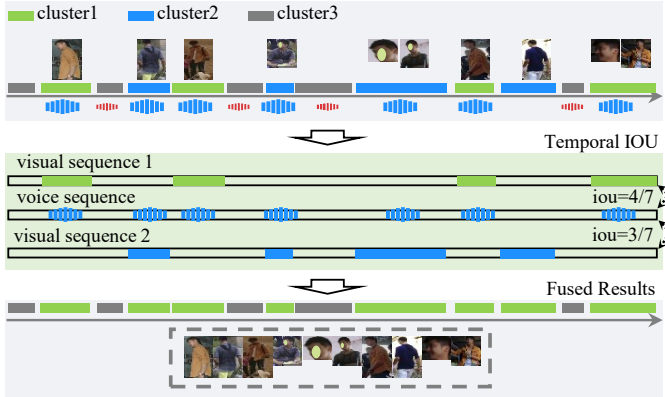 cluster1 cluster2 cluster3
Temporal IOU
visual sequence 1
voice sequence iou=4/7
visual sequence 2 iou=3/7
Fused Results